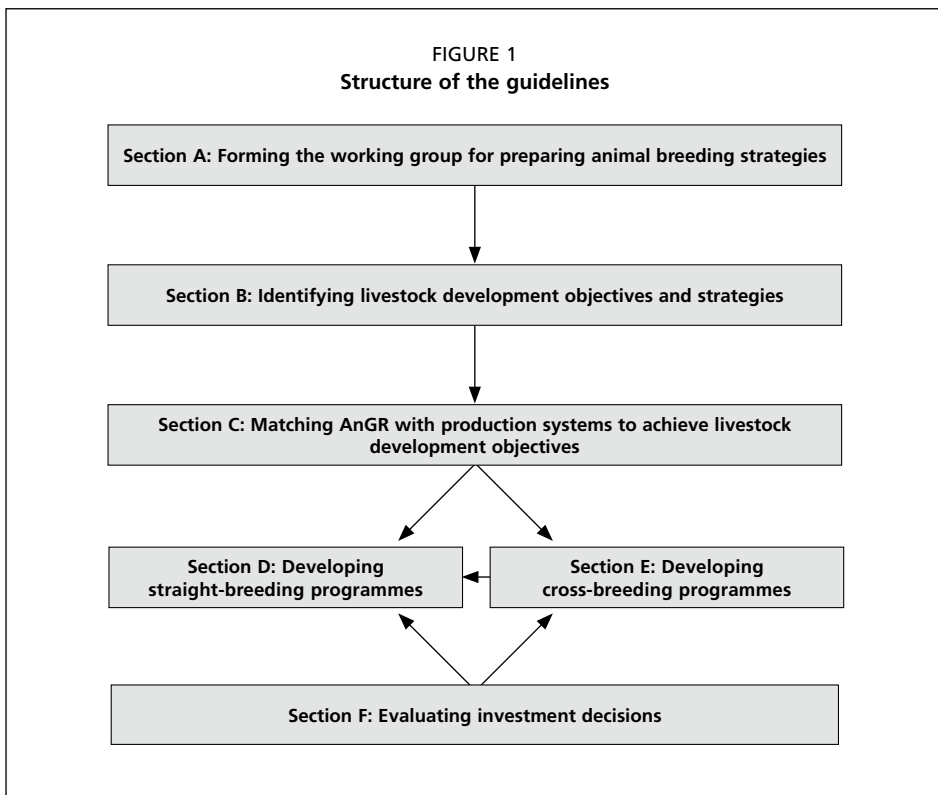 FIGURE 1
Structure of the guidelines
Section A: Forming the working group for preparing animal breeding strategies
Section B: Identifying livestock development objectives and strategies
Section C: Matching AnGR with production systems to achieve livestock
development objectives
Section D: Developing
straight-breeding programmes
Section E: Developing
cross-breeding programmes
Section F: Evaluating investment decisions